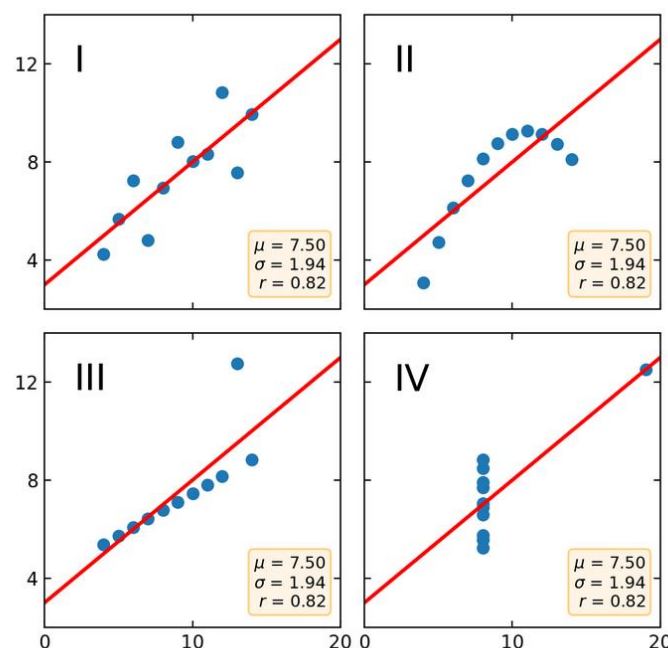 I
II
12
8
4
μ = 7.50
σ = 1.94
r = 0.82
μ = 7.50
σ = 1.94
r = 0.82
III
IV
12
8
4
μ = 7.50
σ = 1.94
r = 0.82
μ = 7.50
σ = 1.94
r = 0.82
0
10
20
0
10
20